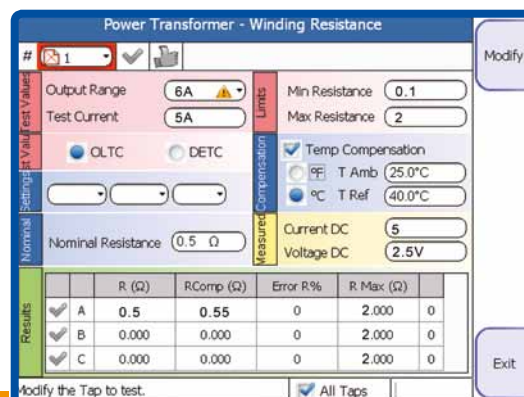 Power Transformer - Winding Resistance
# 1
Modify
Test Values
Output Range 6A
Test Current 5A
Limits
Min Resistance 0.1
Max Resistance 2
st Valu
OLTC DETC
Settings
Compensation
Temp Compensation
ºF T Amb 25.0°C
ºC T Ref 40.0°C
Nominal
Nominal Resistance 0.5 Ω
Measured
Current DC 5
Voltage DC 2.5V
Results
R (Ω) RComp (Ω) Error R% R Max (Ω)
A 0.5 0.55 0 2.000 0
B 0.000 0.000 0 2.000 0
C 0.000 0.000 0 2.000 0
Exit
Modify the Tap to test. All Taps